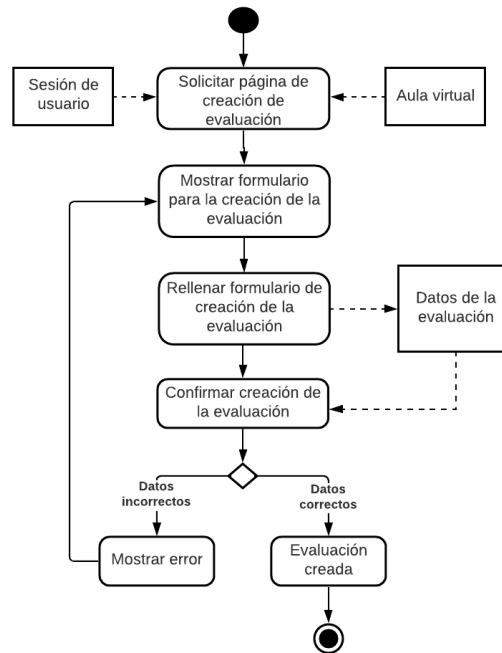 Sesión de
usuario
Solicitar página de
creación de
evaluación
Aula virtual
Mostrar formulario
para la creación de la
evaluación
Rellenar formulario de
creación de la
evaluación
Datos de la
evaluación
Confirmar creación de
la evaluación
Datos
incorrectos
Datos
correctos
Mostrar error
Evaluación
creada